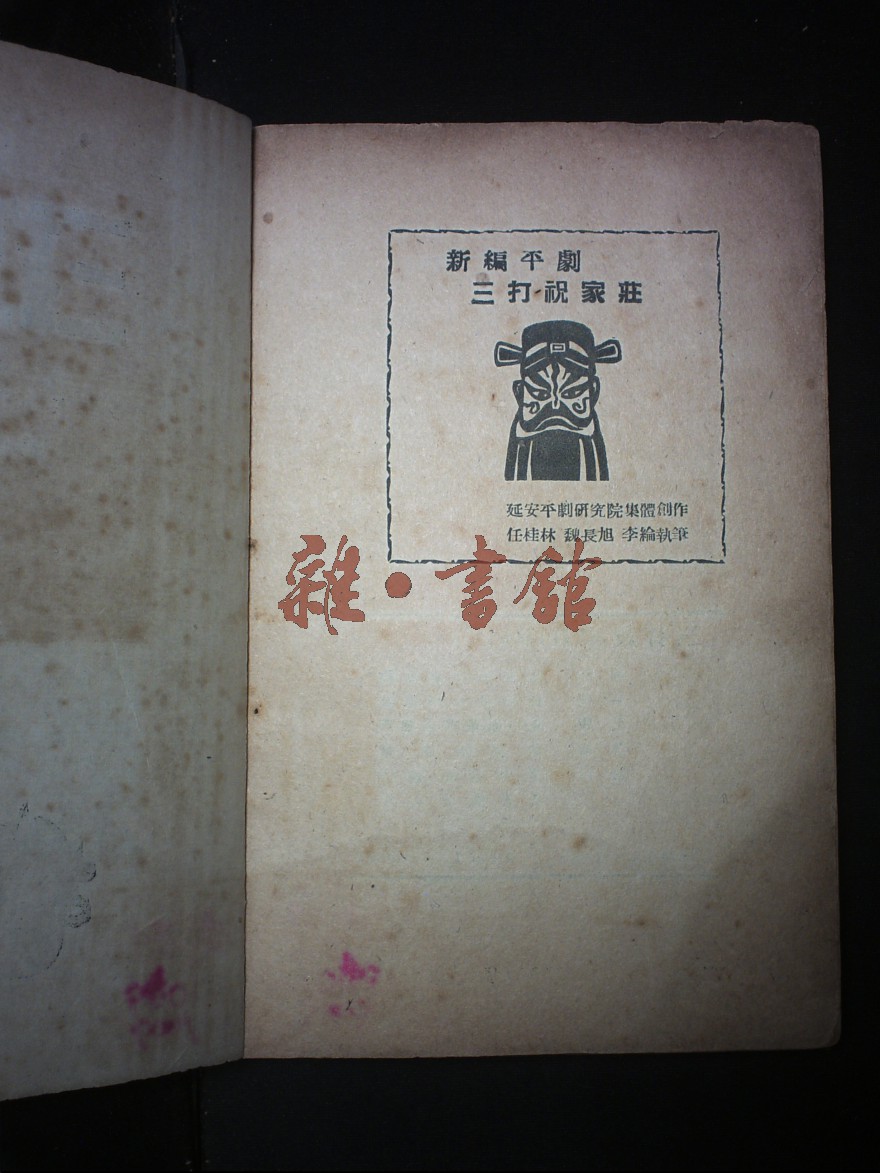 新編平劇
三打祝家莊
延安平劇研究院集體創作
任桂林 魏長旭 李綸執筆
雜·書館